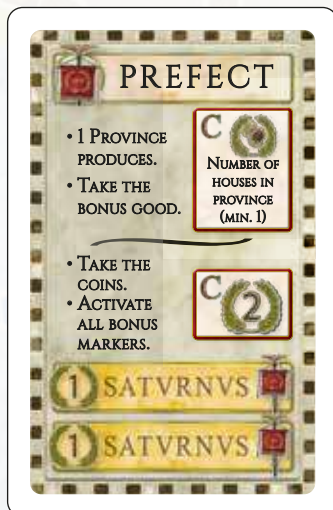 PREFECT
• 1 PROVINCE
PRODUCES.
• TAKE THE
BONUS GOOD.
C
NUMBER OF
HOUSES IN
PROVINCE
(MIN. 1)
• TAKE THE
COINS.
• ACTIVATE
ALL BONUS
MARKERS.
C
2
1 SATVRNVS
1 SATVRNVS